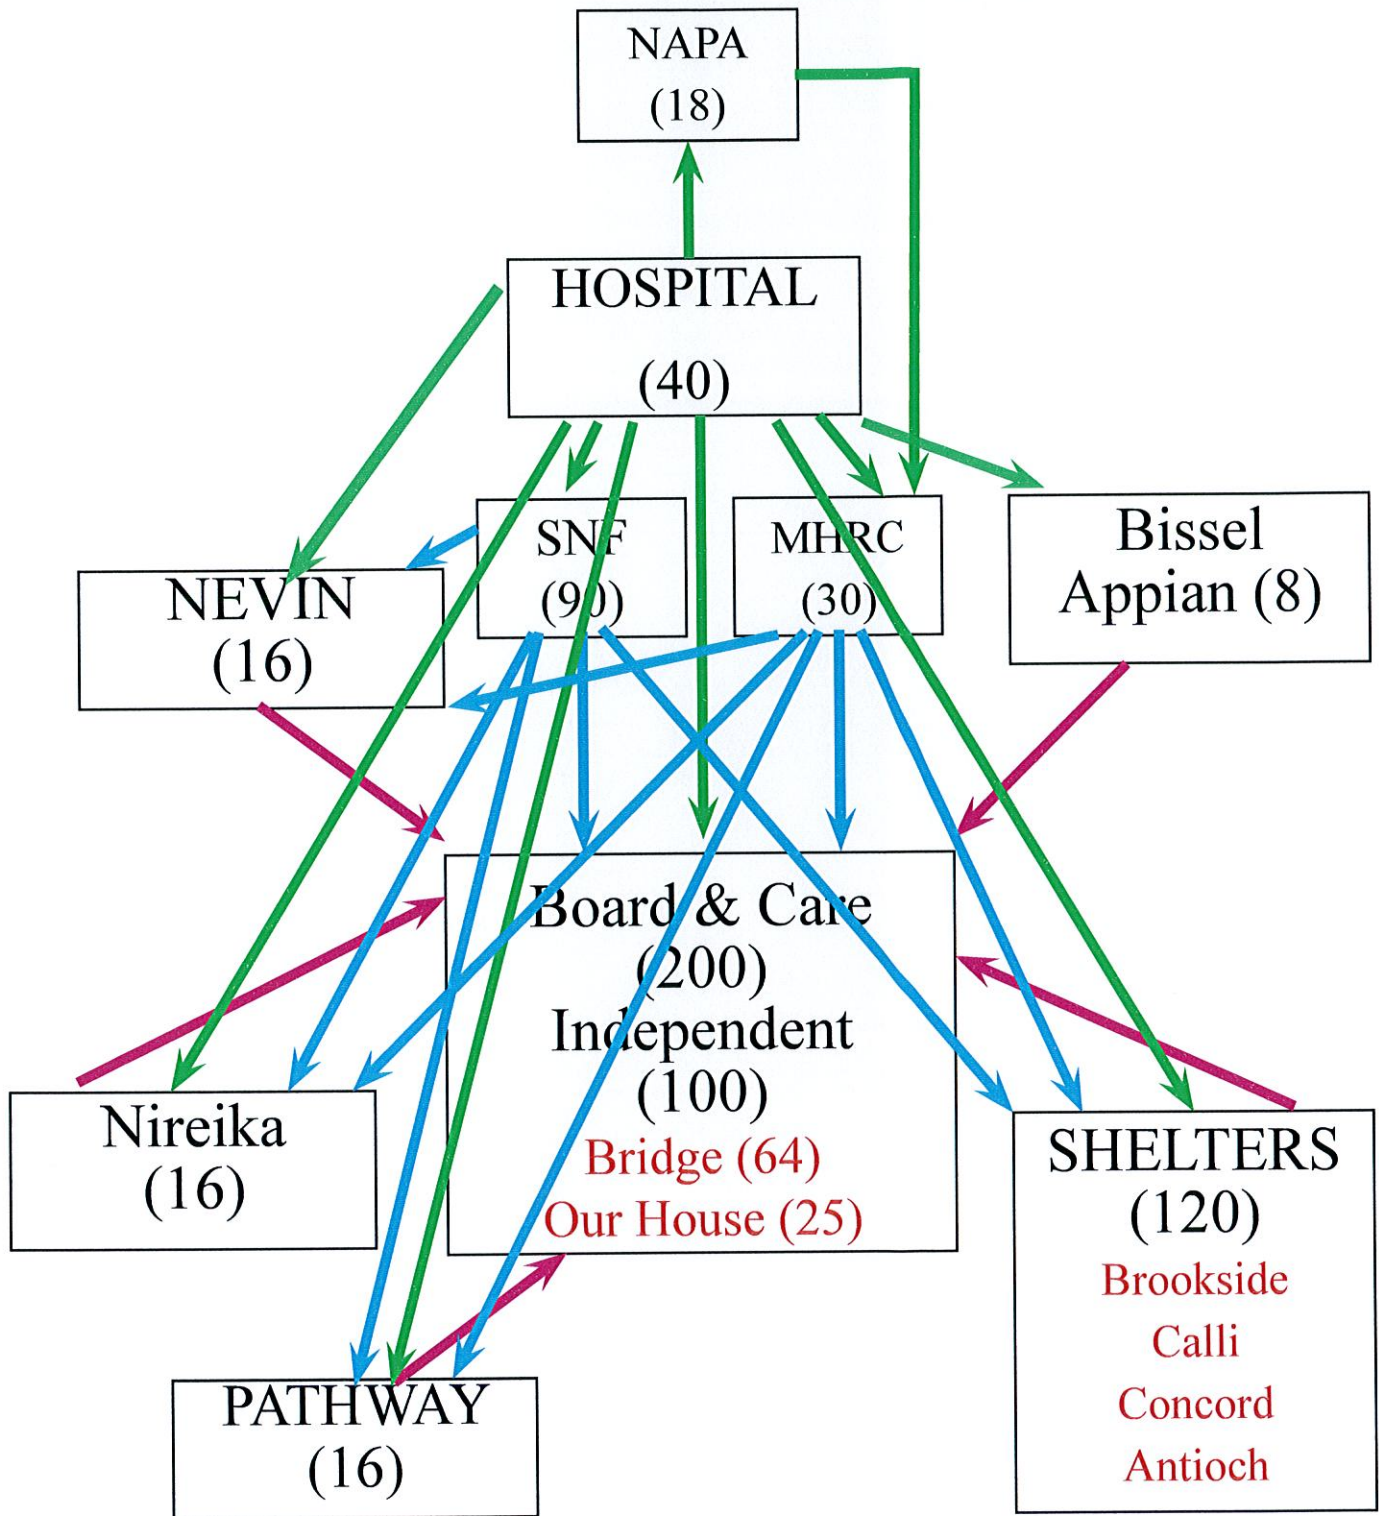 NAPA
(18)
HOSPITAL
(40)
SNF
(90)
MHRC
(30)
Bissel
Appian (8)
NEVIN
(16)
Board & Care
(200)
Independent
(100)
Bridge (64)
Our House (25)
Nireika
(16)
SHELTERS
(120)
Brookside
Calli
Concord
Antioch
PATHWAY
(16)